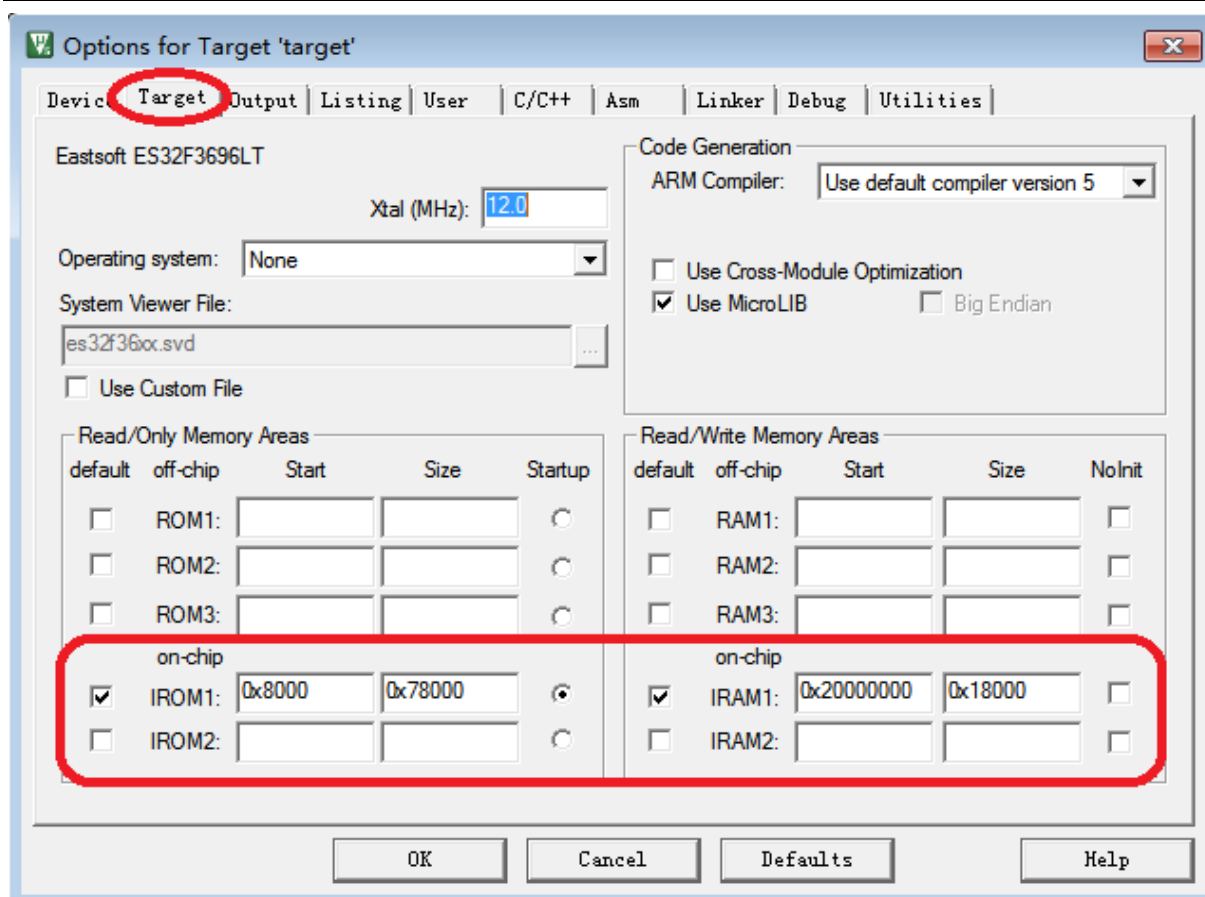 Options for Target 'target'
Device Target Output Listing User C/C++ Asm Linker Debug Utilities
Eastsoft ES32F3696LT
Xtal (MHz): 12.0
Operating system: None
System Viewer File:
es32f36xx.svd
...
Use Custom File
Code Generation
ARM Compiler: Use default compiler version 5
Use Cross-Module Optimization
Use MicroLIB Big Endian
Read/Only Memory Areas
default off-chip Start Size Startup
ROM1:
ROM2:
ROM3:
on-chip
IROM1: 0x8000 0x78000
IROM2:
Read/Write Memory Areas
default off-chip Start Size NoInit
RAM1:
RAM2:
RAM3:
on-chip
IRAM1: 0x20000000 0x18000
IRAM2:
OK Cancel Defaults Help